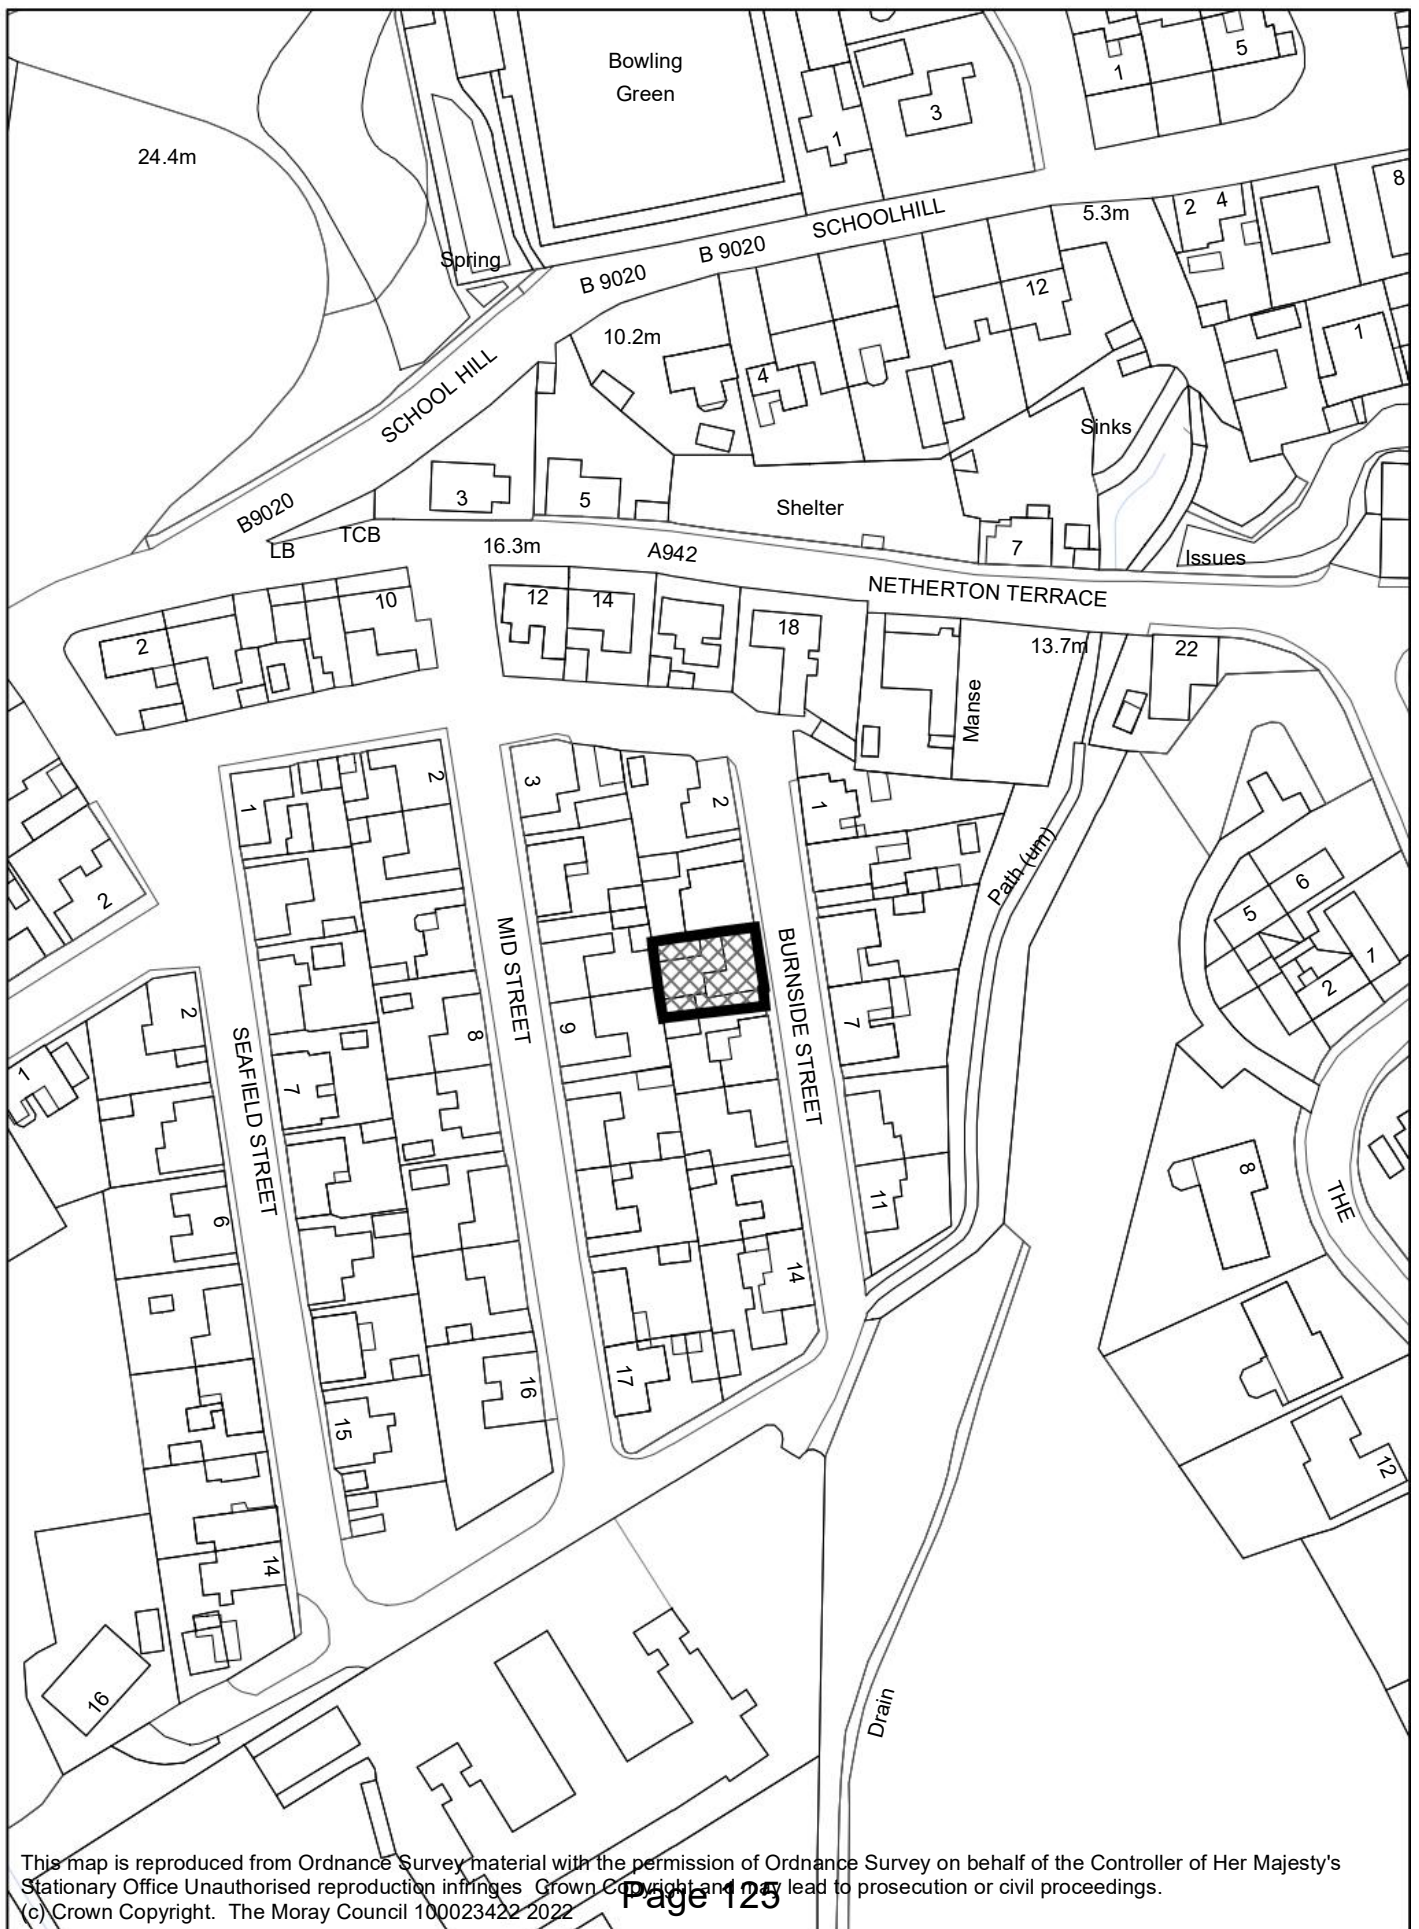 Bowling
Green
1
3
1
5
24.4m
Spring
B 9020
B 9020
SCHOOLHILL
5.3m
2
4
8
12
10.2m
4
1
SCHOOL HILL
Sinks
3
5
Shelter
B9020
LB
TCB
16.3m
A942
7
Issues
NETHERTON TERRACE
2
10
12
14
18
Manse
13.7m
22
1
2
3
2
1
Path (um)
2
6
5
7
2
MID STREET
BURNSIDE STREET
2
SEAFIELD STREET
8
9
7
1
7
6
11
8
THE
14
17
16
15
12
14
16
Drain
This map is reproduced from Ordnance Survey material with the permission of Ordnance Survey on behalf of the Controller of Her Majesty's
Stationary Office Unauthorised reproduction infringes Crown Copyright and may lead to prosecution or civil proceedings.
(c) Crown Copyright. The Moray Council 100023422 2022
Page 125